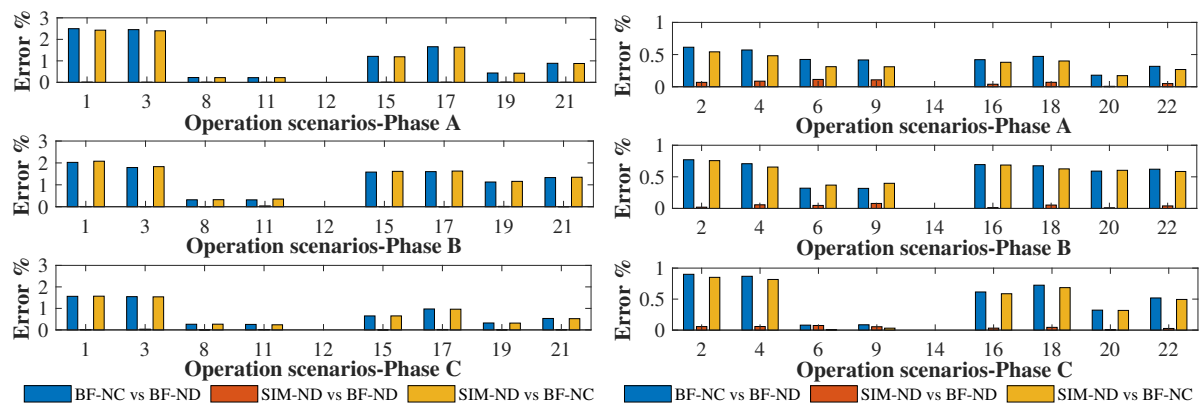 Error %
3
2
1
0
1 3 8 11 12 15 17 19 21
Operation scenarios-Phase A
Error %
3
2
1
0
1 3 8 11 12 15 17 19 21
Operation scenarios-Phase B
Error %
3
2
1
0
1 3 8 11 12 15 17 19 21
Operation scenarios-Phase C
BF-NC vs BF-ND SIM-ND vs BF-ND SIM-ND vs BF-NC
Error %
1
0.5
0
2 4 6 9 14 16 18 20 22
Operation scenarios-Phase A
Error %
1
0.5
0
2 4 6 9 14 16 18 20 22
Operation scenarios-Phase B
Error %
1
0.5
0
2 4 6 9 14 16 18 20 22
Operation scenarios-Phase C
BF-NC vs BF-ND SIM-ND vs BF-ND SIM-ND vs BF-NC